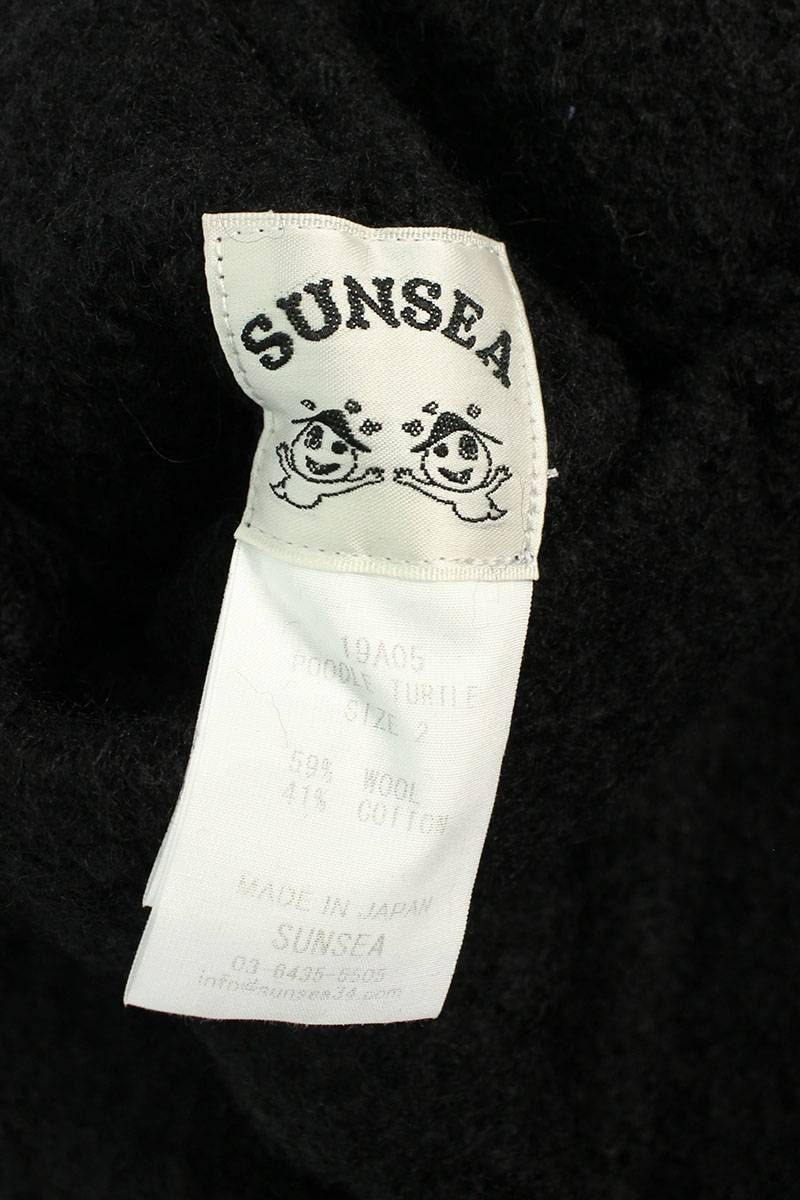 SUNSEA
19A05
POODLE TURTLE
SIZE 2
59% WOOL
41% COTTON
MADE IN JAPAN
SUNSEA
03-6435-5505
info@sunsea34.com